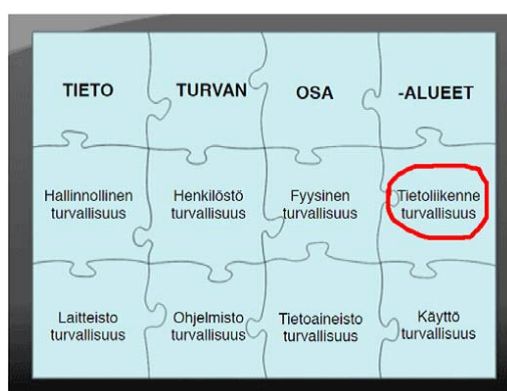 TIETO TURVAN OSA -ALUEET
Hallinnollinen
turvallisuus
Henkilöstö
turvallisuus
Fyysinen
turvallisuus
Tietoliikenne
turvallisuus
Laitteisto
turvallisuus
Ohjelmisto
turvallisuus
Tietoaineisto
turvallisuus
Käyttö
turvallisuus